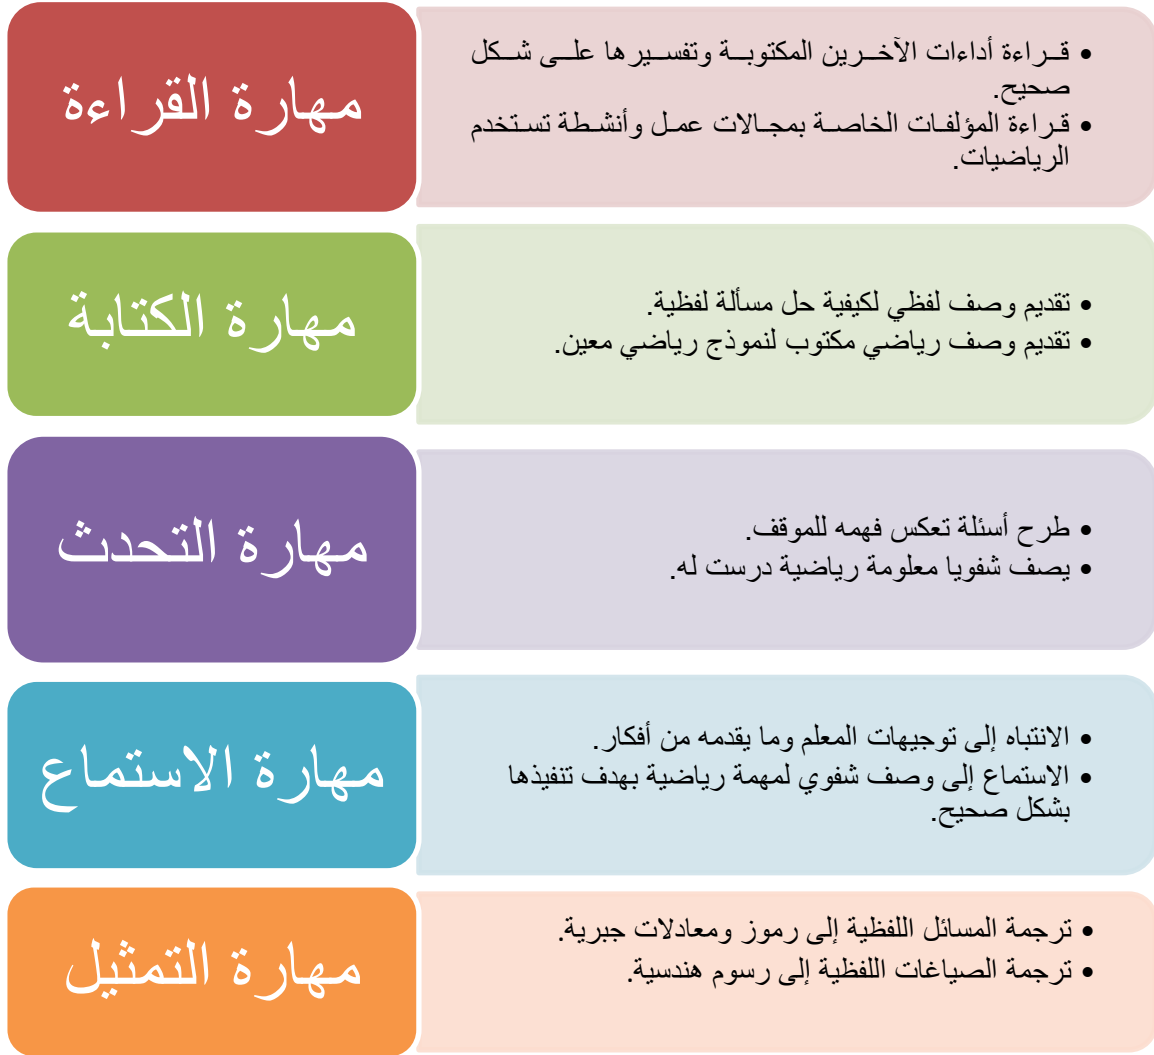 مهارة القراءة
• قراءة أداءات الآخرين المكتوبة وتفسيرها على شكل
صحيح.
• قراءة المؤلفات الخاصة بمجالات عمل وأنشطة تستخدم
الرياضيات.
مهارة الكتابة
• تقديم وصف لفظي لكيفية حل مسألة لفظية.
• تقديم وصف رياضي مكتوب لنموذج رياضي معين.
مهارة التحدث
• طرح أسئلة تعكس فهمه للموقف.
• يصف شفويا معلومة رياضية درست له.
مهارة الاستماع
• الانتباه إلى توجيهات المعلم وما يقدمه من أفكار.
• الاستماع إلى وصف شفوي لمهمة رياضية بهدف تنفيذها
بشكل صحيح.
مهارة التمثيل
• ترجمة المسائل اللفظية إلى رموز ومعادلات جبرية.
• ترجمة الصياغات اللفظية إلى رسوم هندسية.